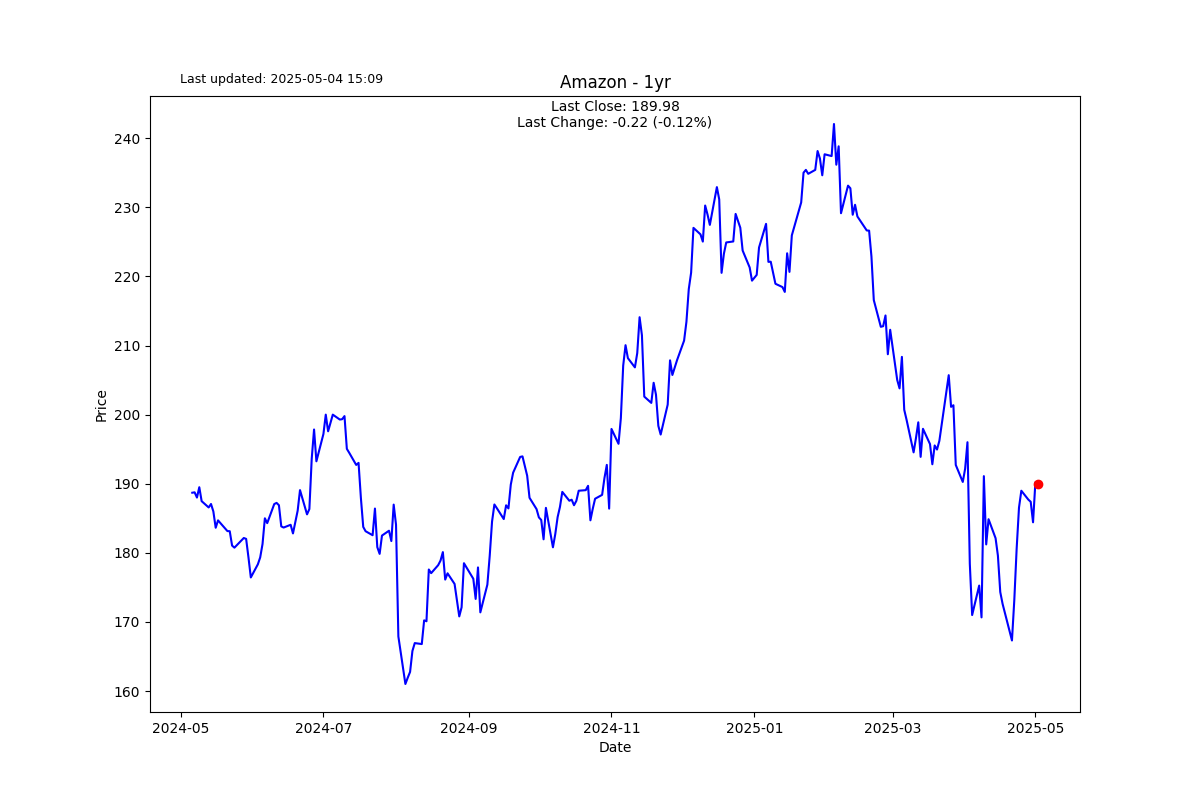 Last updated: 2025-05-04 15:09
Amazon - 1yr
Last Close: 189.98
Last Change: -0.22 (-0.12%)
240
230
220
210
200
190
180
170
160
Price
2024-05
2024-07
2024-09
2024-11
2025-01
2025-03
2025-05
Date